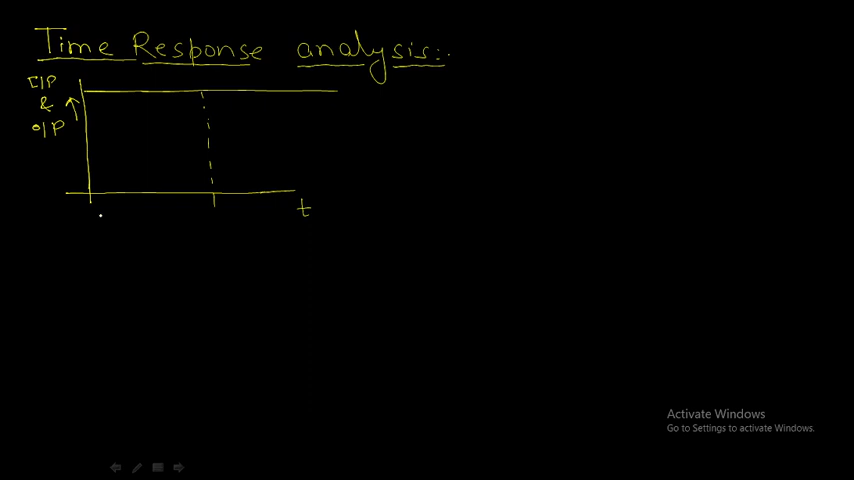 Time Response analysis:-
I/P
&
o/P
t
Activate Windows
Go to Settings to activate Windows.